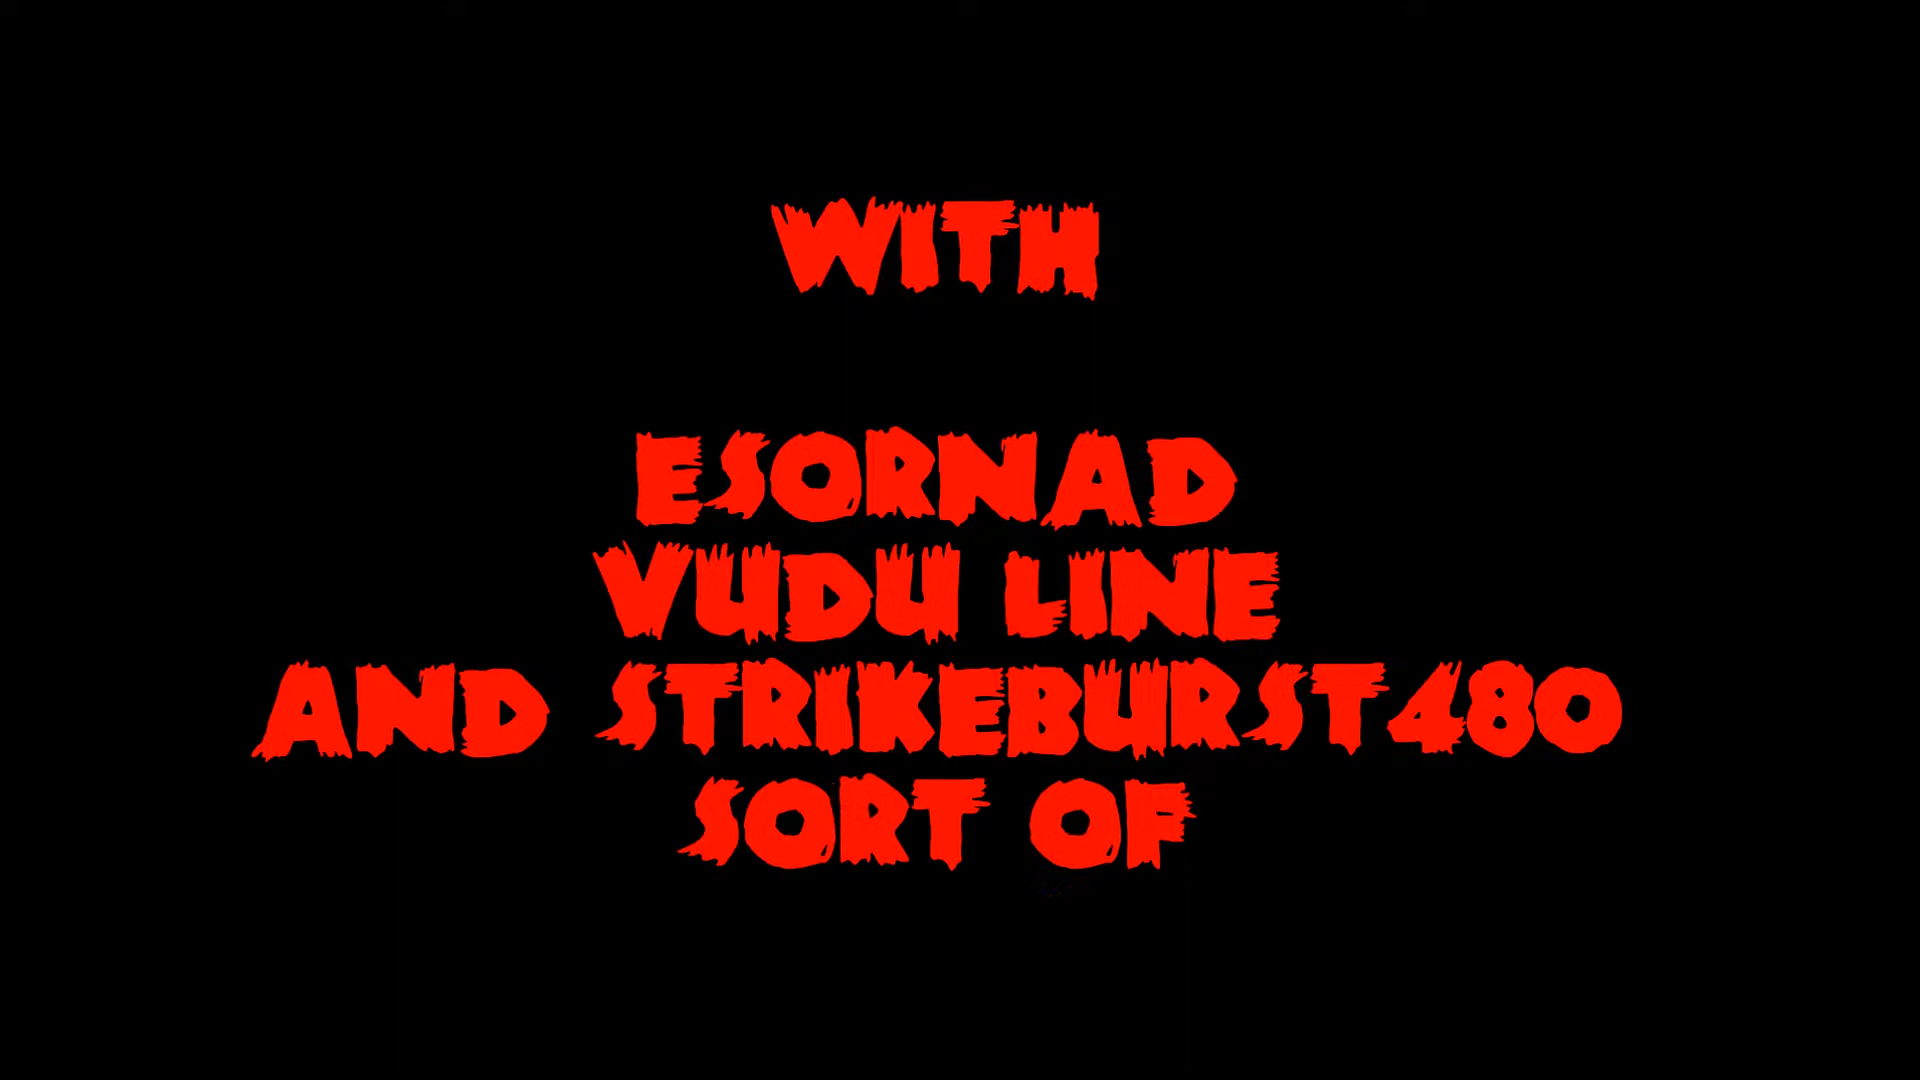 WITH
ESORNAD
VUDU LINE
AND STRIKEBURST480
SORT OF